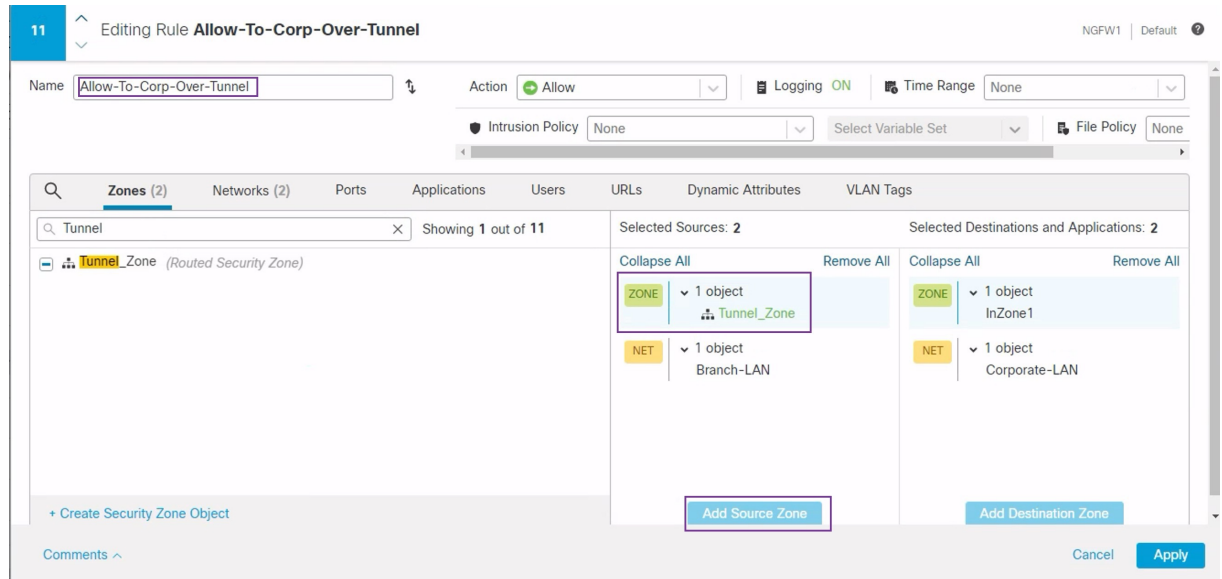 11 Editing Rule Allow-To-Corp-Over-Tunnel NGFW1 | Default ?
Name Allow-To-Corp-Over-Tunnel Action Allow Logging ON Time Range None
Intrusion Policy None Select Variable Set File Policy None
Zones (2) Networks (2) Ports Applications Users URLs Dynamic Attributes VLAN Tags
Tunnel Showing 1 out of 11 Selected Sources: 2 Selected Destinations and Applications: 2
Tunnel_Zone (Routed Security Zone) Collapse All Remove All Collapse All Remove All
ZONE 1 object ZONE 1 object
Tunnel_Zone InZone1
NET 1 object NET 1 object
Branch-LAN Corporate-LAN
+ Create Security Zone Object Add Source Zone Add Destination Zone
Comments Cancel Apply